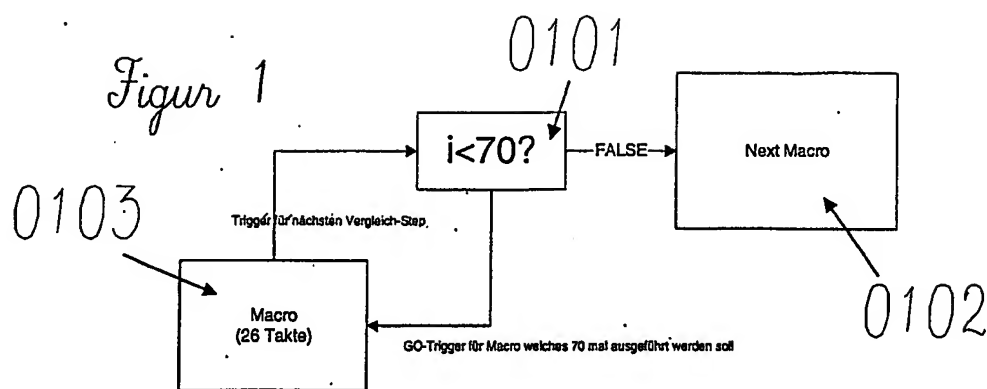 Figur 1
0101
i<70?
FALSE
Next Macro
0103
Trigger für nächsten Vergleich-Step
Macro
(26 Takte)
0102
GO-Trigger für Macro welches 70 mal ausgeführt werden soll